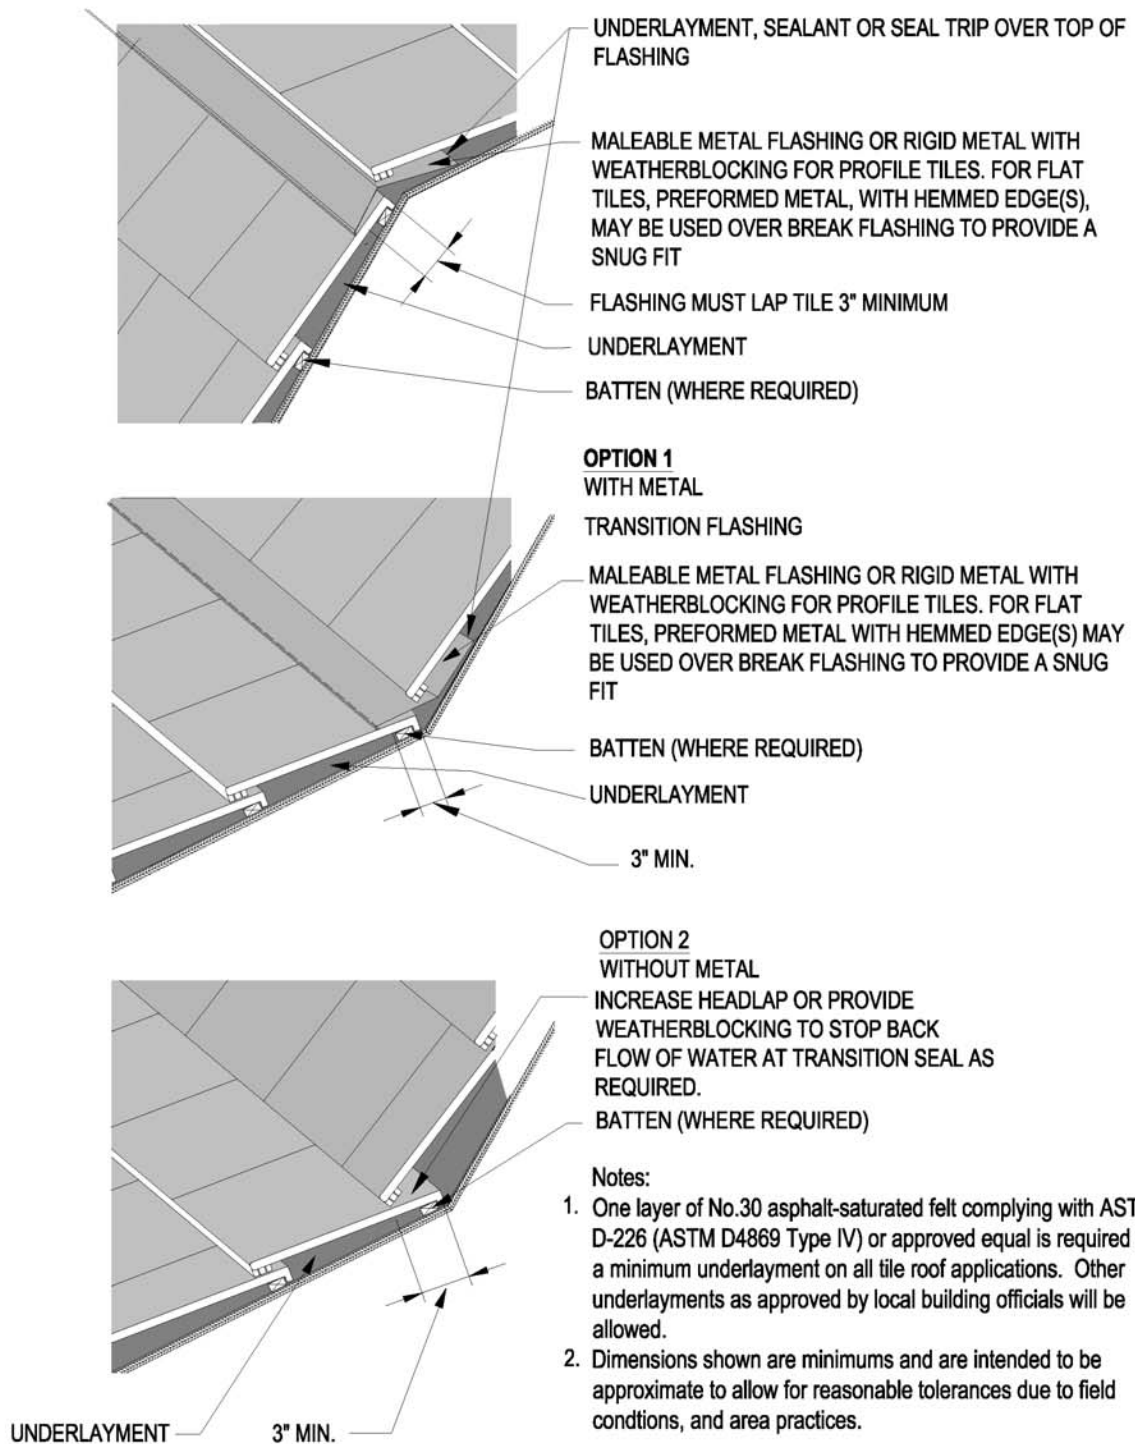 UNDERLAYMENT, SEALANT OR SEAL TRIP OVER TOP OF
FLASHING
MALEABLE METAL FLASHING OR RIGID METAL WITH
WEATHERBLOCKING FOR PROFILE TILES. FOR FLAT
TILES, PREFORMED METAL, WITH HEMMED EDGE(S),
MAY BE USED OVER BREAK FLASHING TO PROVIDE A
SNUG FIT
FLASHING MUST LAP TILE 3" MINIMUM
UNDERLAYMENT
BATTEN (WHERE REQUIRED)
OPTION 1
WITH METAL
TRANSITION FLASHING
MALEABLE METAL FLASHING OR RIGID METAL WITH
WEATHERBLOCKING FOR PROFILE TILES. FOR FLAT
TILES, PREFORMED METAL WITH HEMMED EDGE(S) MAY
BE USED OVER BREAK FLASHING TO PROVIDE A SNUG
FIT
BATTEN (WHERE REQUIRED)
UNDERLAYMENT
3" MIN.
OPTION 2
WITHOUT METAL
INCREASE HEADLAP OR PROVIDE
WEATHERBLOCKING TO STOP BACK
FLOW OF WATER AT TRANSITION SEAL AS
REQUIRED.
BATTEN (WHERE REQUIRED)
Notes:
1. One layer of No.30 asphalt-saturated felt complying with AST
D-226 (ASTM D4869 Type IV) or approved equal is required
a minimum underlayment on all tile roof applications. Other
underlayments as approved by local building officials will be
allowed.
2. Dimensions shown are minimums and are intended to be
approximate to allow for reasonable tolerances due to field
condtions, and area practices.
UNDERLAYMENT
3" MIN.